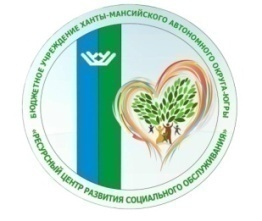 БЮДЖЕТНОЕ УЧРЕЖДЕНИЕ ХАНТЫ-МАНСИЙСКОГО АВТОНОМНОГО ОКРУГА-ЮГРЫ
«РЕСУРСНЫЙ ЦЕНТР РАЗВИТИЯ СОЦИАЛЬНОГО ОБСЛУЖИВАНИЯ»